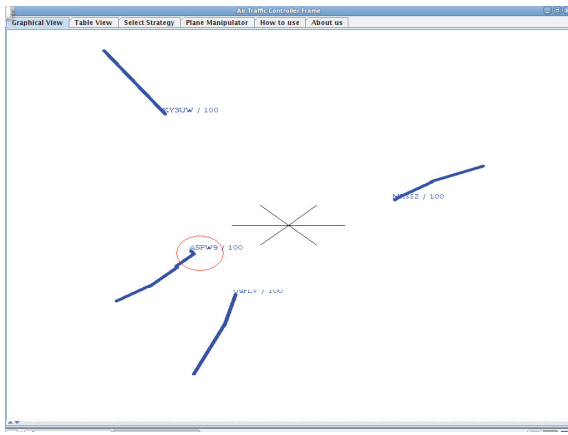 Air Traffic Controller Frame
Graphical View Table View Select Strategy Plane Manipulator How to use About us
/ 100
/ 100
A5PW9 / 100
/ 100